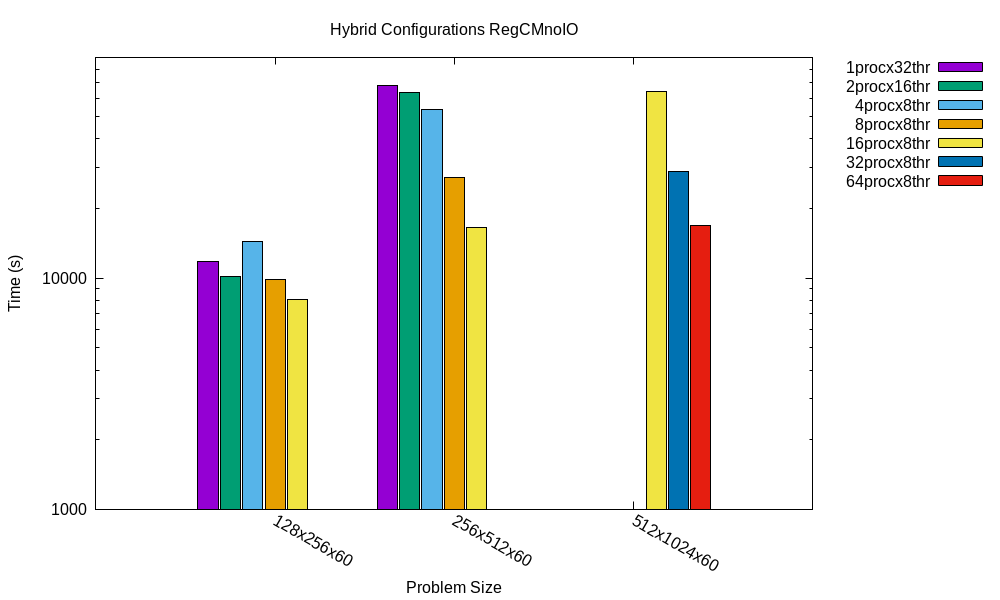 Hybrid Configurations RegCMnoIO
1procx32thr
2procx16thr
4procx8thr
8procx8thr
16procx8thr
32procx8thr
64procx8thr
Time (s)
10000
1000
128x256x60
256x512x60
512x1024x60
Problem Size